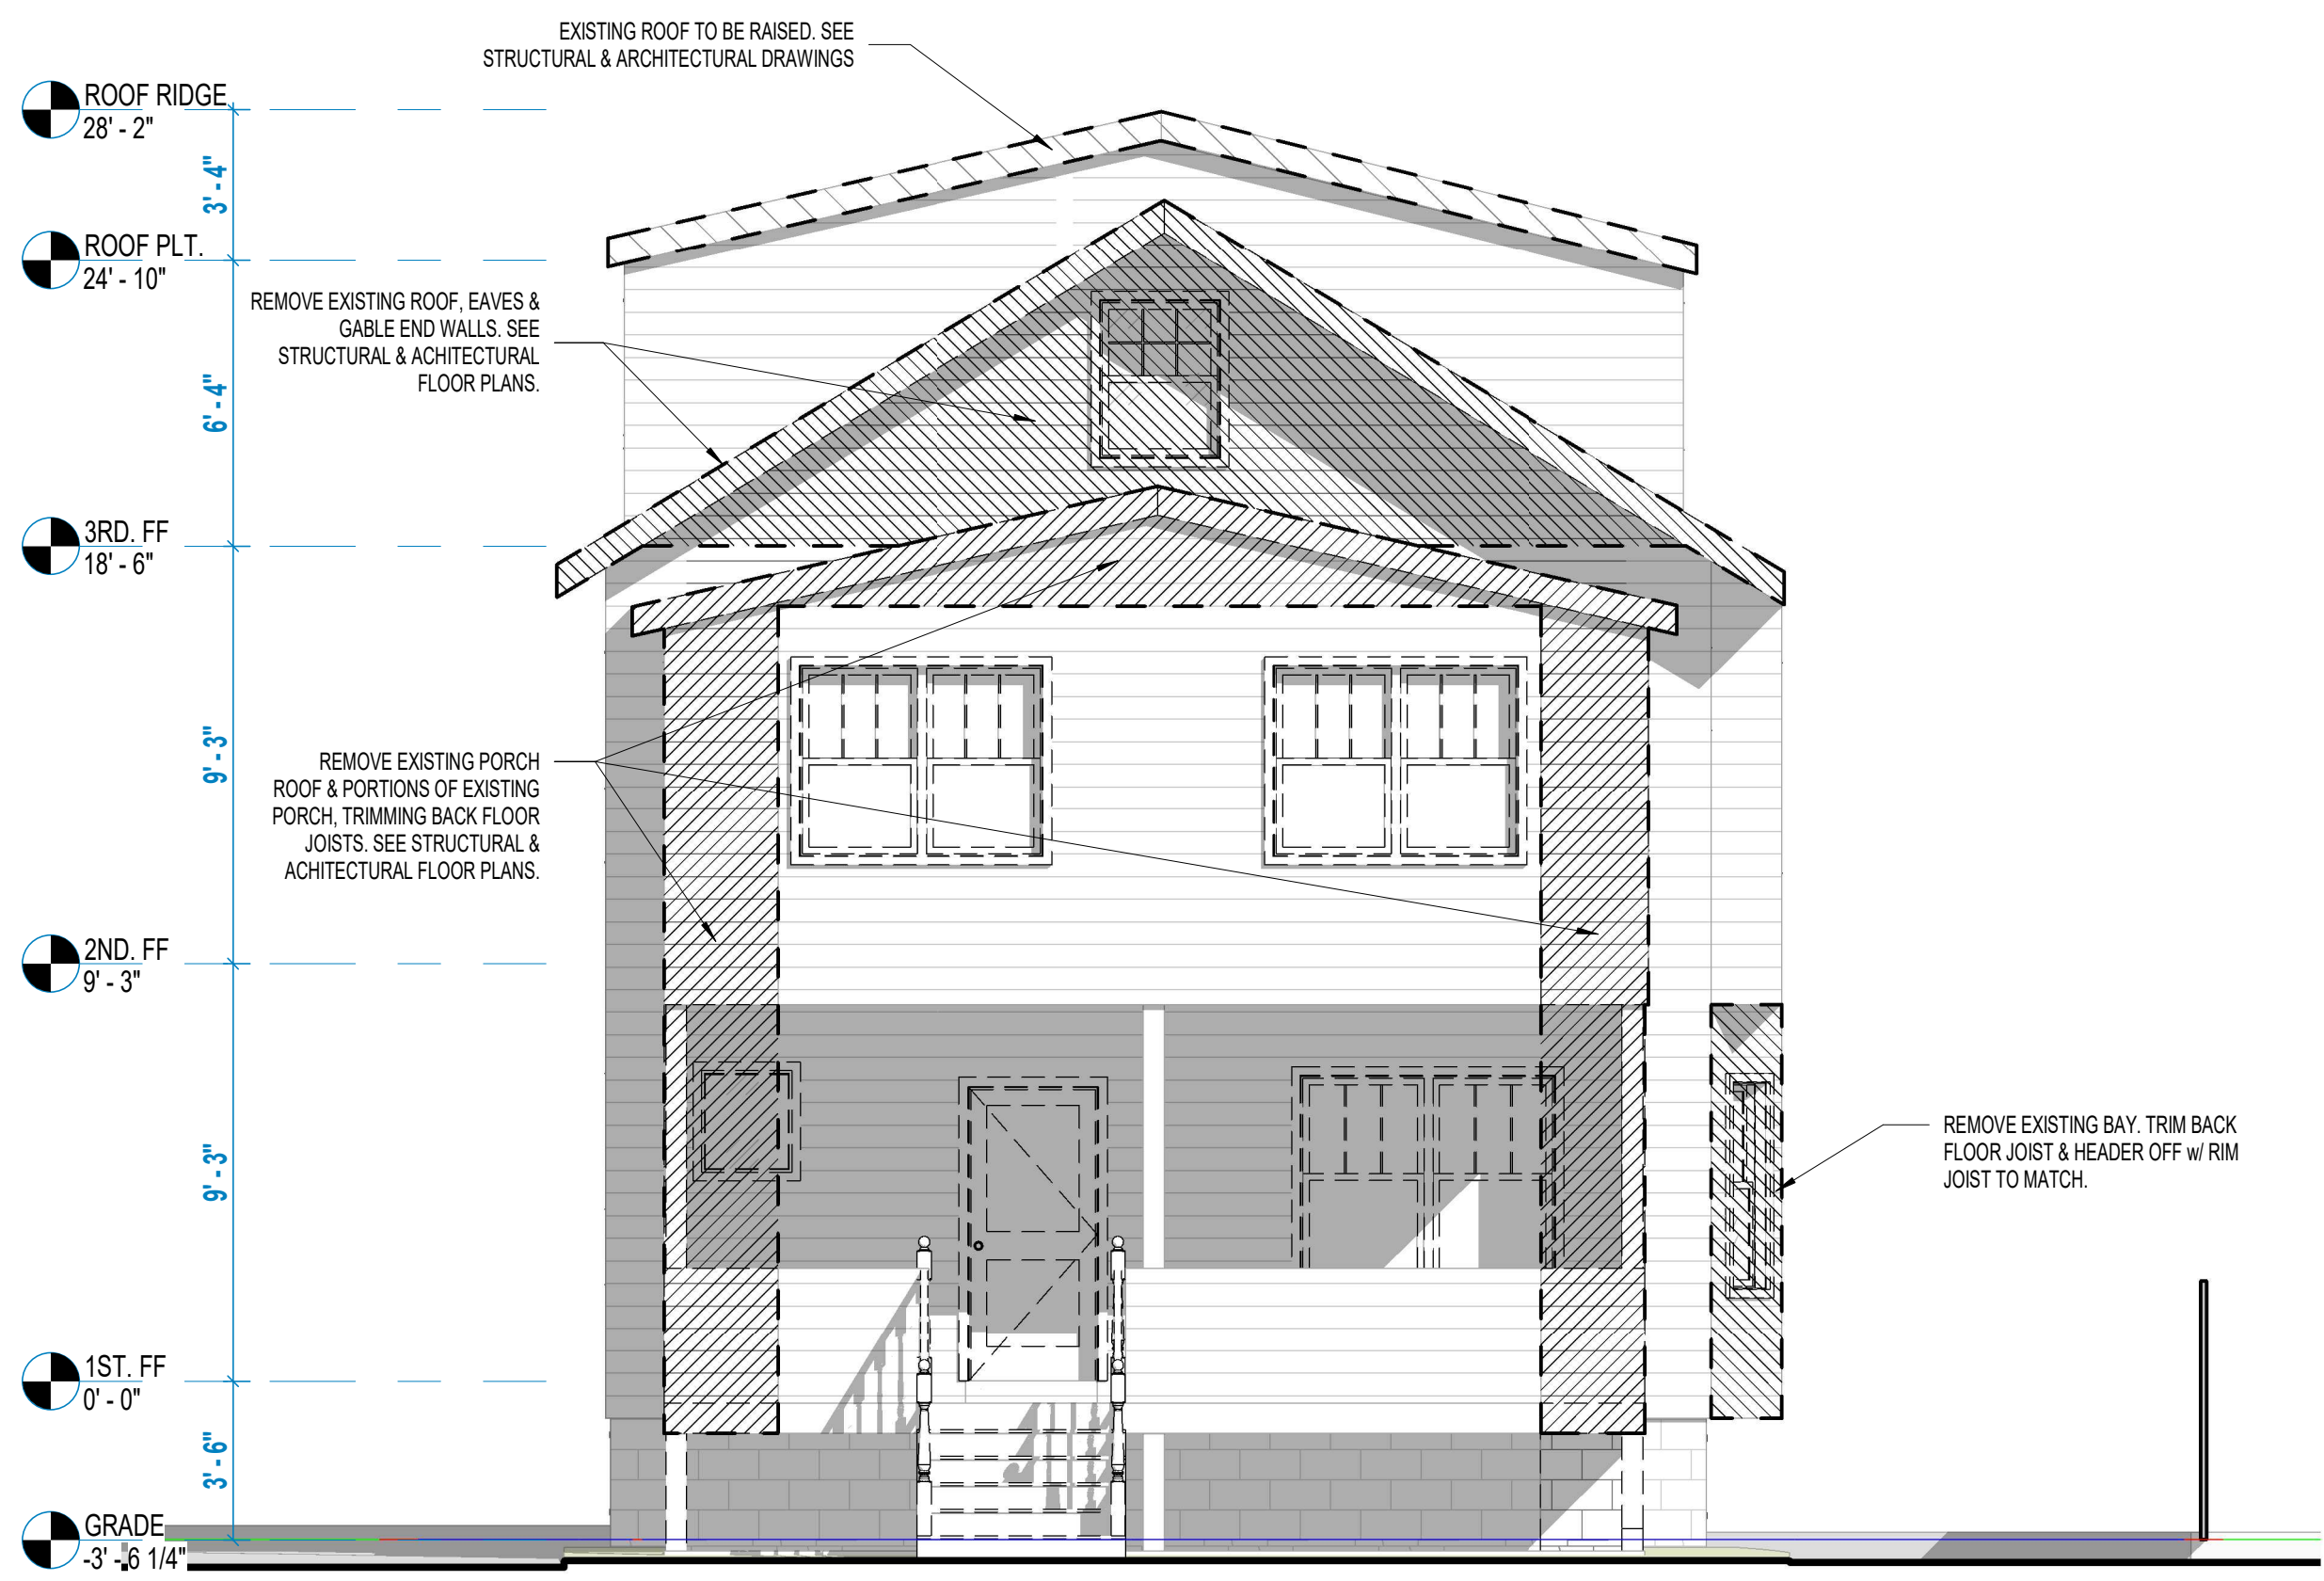 EXISTING ROOF TO BE RAISED. SEE
STRUCTURAL & ARCHITECTURAL DRAWINGS
ROOF RIDGE
28' - 2"
3' - 4"
ROOF PLT.
24' - 10"
REMOVE EXISTING ROOF, EAVES &
GABLE END WALLS. SEE
STRUCTURAL & ACHITECTURAL
FLOOR PLANS.
6' - 4"
3RD. FF
18' - 6"
9' - 3"
REMOVE EXISTING PORCH
ROOF & PORTIONS OF EXISTING
PORCH, TRIMMING BACK FLOOR
JOISTS. SEE STRUCTURAL &
ACHITECTURAL FLOOR PLANS.
2ND. FF
9' - 3"
9' - 3"
REMOVE EXISTING BAY. TRIM BACK
FLOOR JOIST & HEADER OFF w/ RIM
JOIST TO MATCH.
1ST. FF
0' - 0"
3' - 6"
GRADE
-3' - 6 1/4"